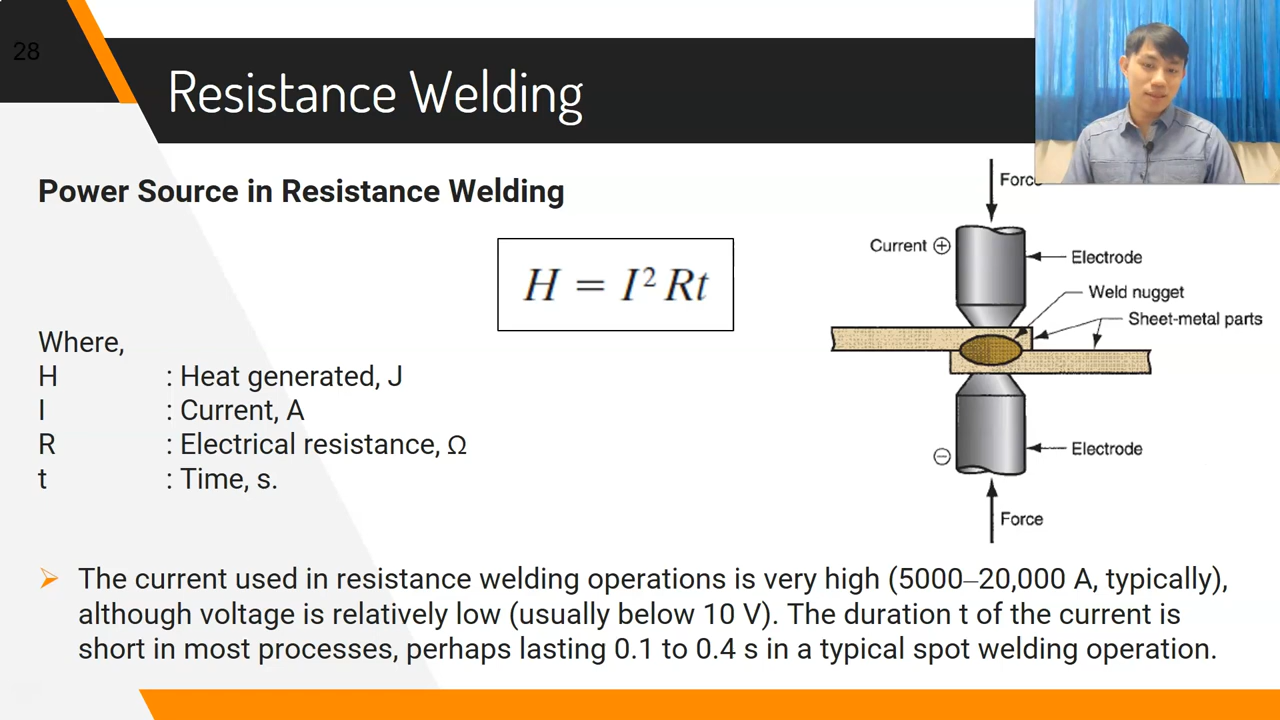 28
Resistance Welding
Power Source in Resistance Welding
H = I² Rt
Where,
H : Heat generated, J
I : Current, A
R : Electrical resistance, Ω
t : Time, s.
Force
Current ⊕
Electrode
Weld nugget
Sheet-metal parts
Electrode
⊖
Force
➢ The current used in resistance welding operations is very high (5000–20,000 A, typically),
although voltage is relatively low (usually below 10 V). The duration t of the current is
short in most processes, perhaps lasting 0.1 to 0.4 s in a typical spot welding operation.